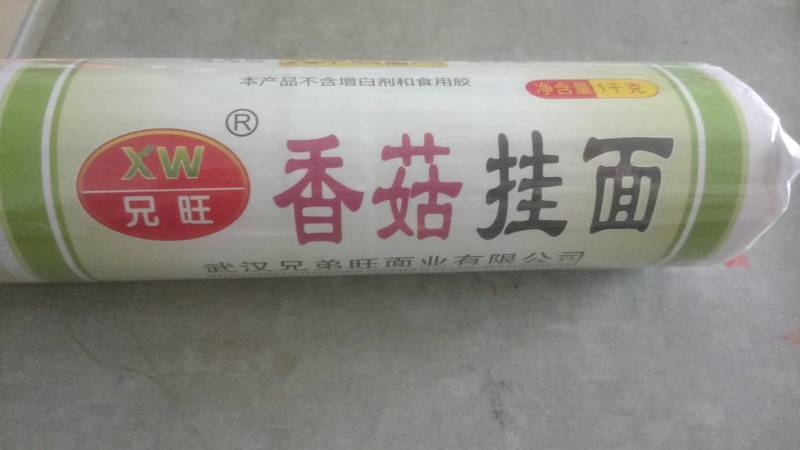 本产品不含增白剂和食用胶
净含量 1千克
XW
兄旺
®
香菇挂面
武汉兄弟旺面业有限公司